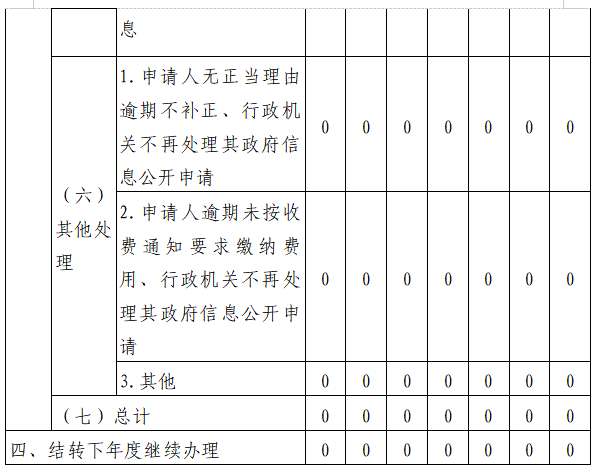 息
1.申请人无正当理由
逾期不补正、行政机
关不再处理其政府信
息公开申请
0 0 0 0 0 0 0
（六）
其他处
理
2.申请人逾期未按收
费通知要求缴纳费
用、行政机关不再处
理其政府信息公开申
请
0 0 0 0 0 0 0
3.其他 0 0 0 0 0 0 0
（七）总计 0 0 0 0 0 0 0
四、结转下年度继续办理 0 0 0 0 0 0 0